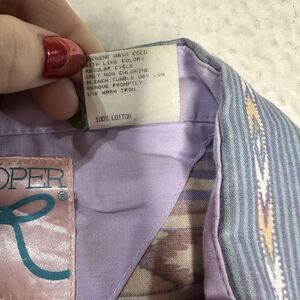 MACHINE WASH COLD
WITH LIKE COLORS
REGULAR CYCLE
ONLY NON CHLORINE
BLEACH TUMBLE DRY LOW
REMOVE PROMPTLY.
USE WARM IRON.
100% COTTON
OPER
R®